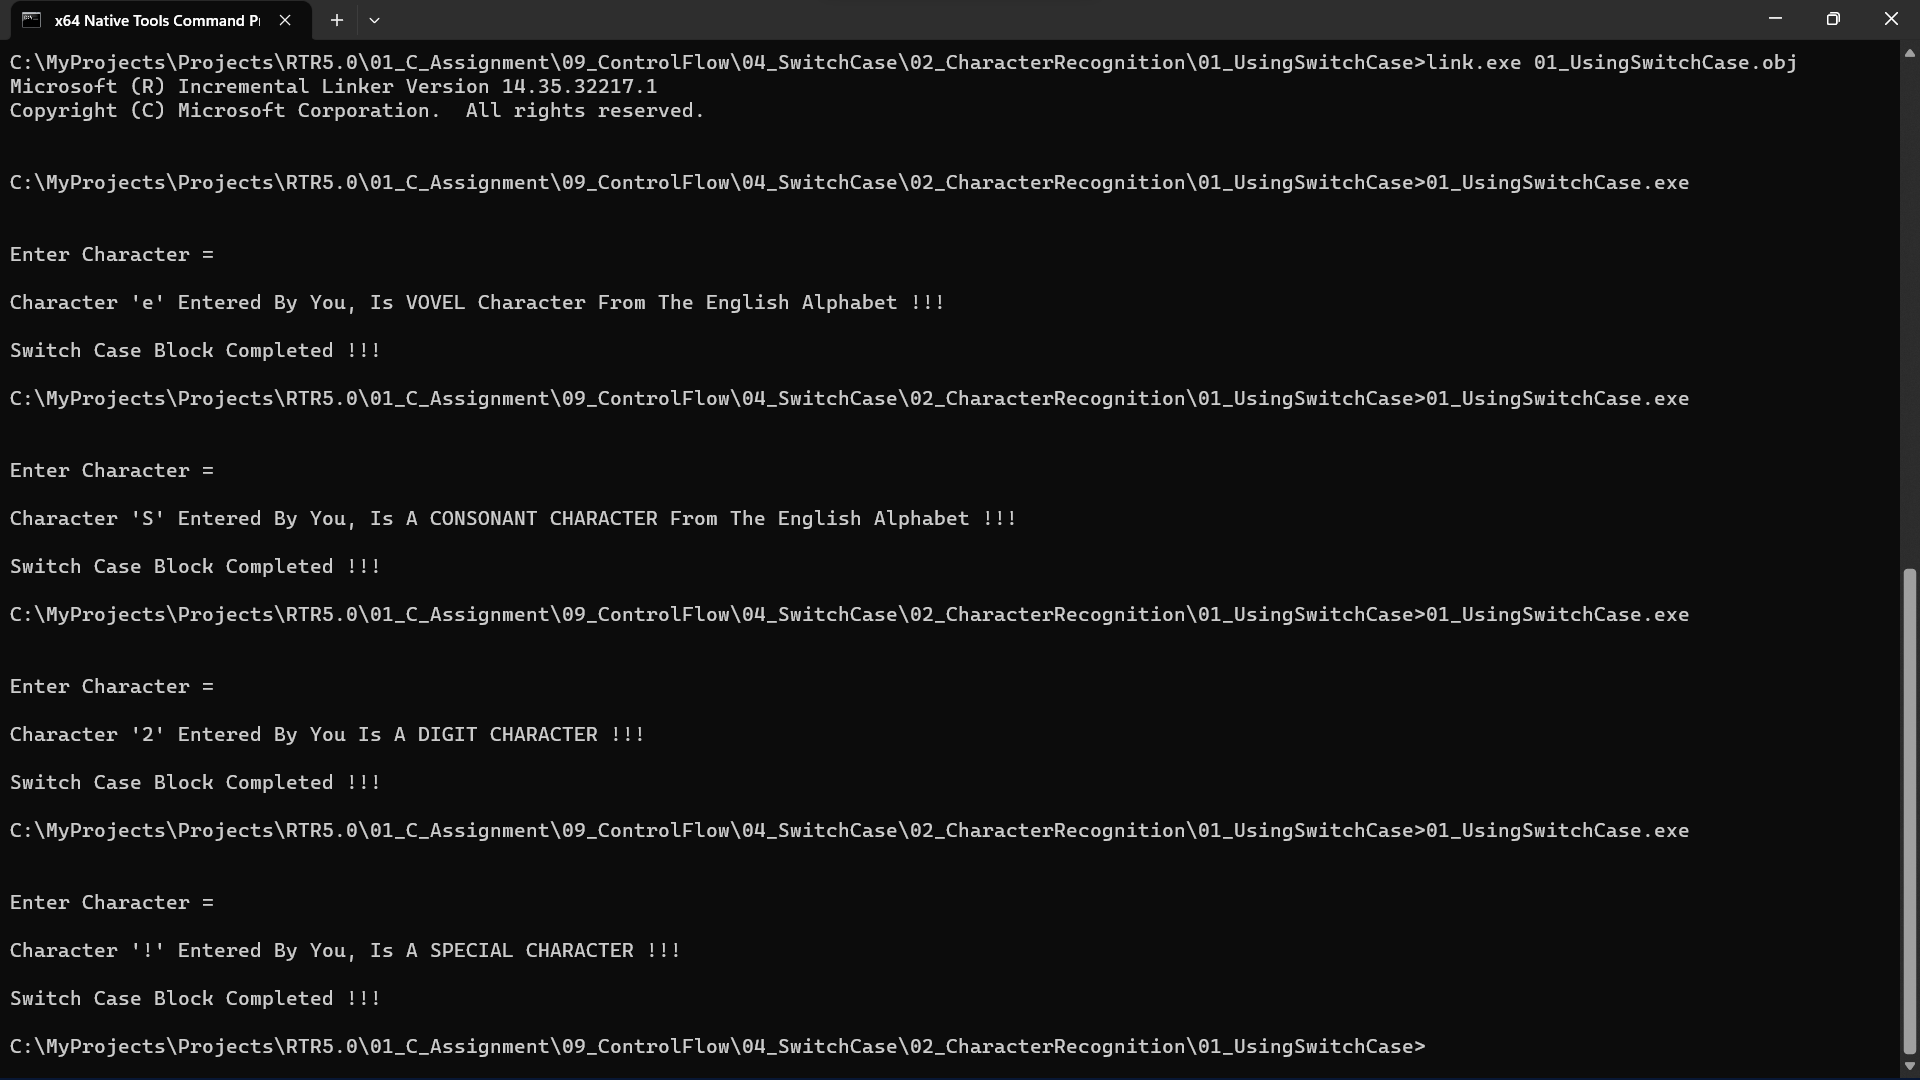 x64 Native Tools Command P
C:\MyProjects\Projects\RTR5.0\01_C_Assignment\09_ControlFlow\04_SwitchCase\02_CharacterRecognition\01_UsingSwitchCase>link.exe 01_UsingSwitchCase.obj
Microsoft (R) Incremental Linker Version 14.35.32217.1
Copyright (C) Microsoft Corporation.  All rights reserved.
C:\MyProjects\Projects\RTR5.0\01_C_Assignment\09_ControlFlow\04_SwitchCase\02_CharacterRecognition\01_UsingSwitchCase>01_UsingSwitchCase.exe
Enter Character =
Character 'e' Entered By You, Is VOVEL Character From The English Alphabet !!!
Switch Case Block Completed !!!
C:\MyProjects\Projects\RTR5.0\01_C_Assignment\09_ControlFlow\04_SwitchCase\02_CharacterRecognition\01_UsingSwitchCase>01_UsingSwitchCase.exe
Enter Character =
Character 'S' Entered By You, Is A CONSONANT CHARACTER From The English Alphabet !!!
Switch Case Block Completed !!!
C:\MyProjects\Projects\RTR5.0\01_C_Assignment\09_ControlFlow\04_SwitchCase\02_CharacterRecognition\01_UsingSwitchCase>01_UsingSwitchCase.exe
Enter Character =
Character '2' Entered By You Is A DIGIT CHARACTER !!!
Switch Case Block Completed !!!
C:\MyProjects\Projects\RTR5.0\01_C_Assignment\09_ControlFlow\04_SwitchCase\02_CharacterRecognition\01_UsingSwitchCase>01_UsingSwitchCase.exe
Enter Character =
Character '!' Entered By You, Is A SPECIAL CHARACTER !!!
Switch Case Block Completed !!!
C:\MyProjects\Projects\RTR5.0\01_C_Assignment\09_ControlFlow\04_SwitchCase\02_CharacterRecognition\01_UsingSwitchCase>